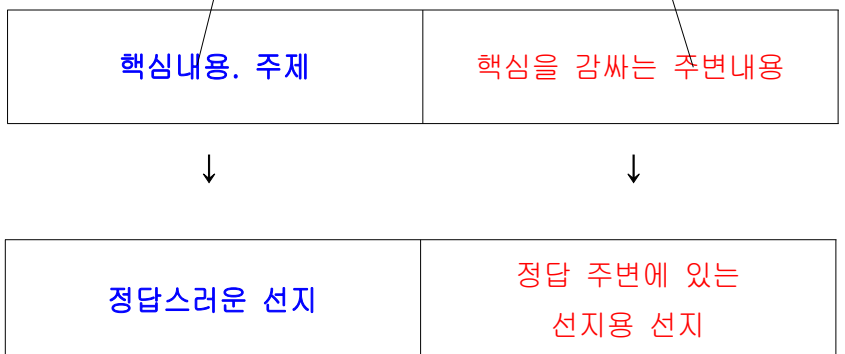 핵심내용. 주제
핵심을 감싸는 주변내용
↓
↓
정답스러운 선지
정답 주변에 있는
선지용 선지